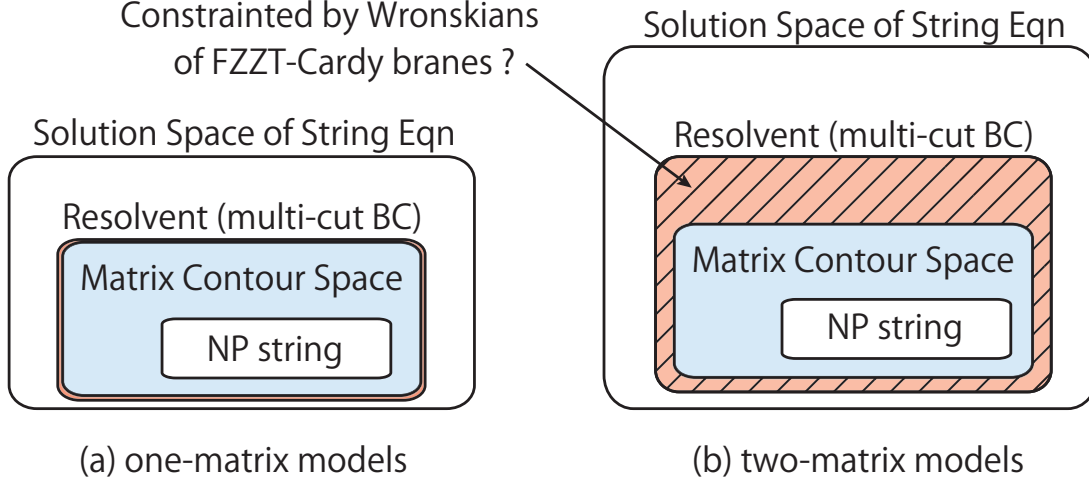 Constrainted by Wronskians
of FZZT-Cardy branes ?
Solution Space of String Eqn
Resolvent (multi-cut BC)
Matrix Contour Space
NP string
(a) one-matrix models
Solution Space of String Eqn
Resolvent (multi-cut BC)
Matrix Contour Space
NP string
(b) two-matrix models